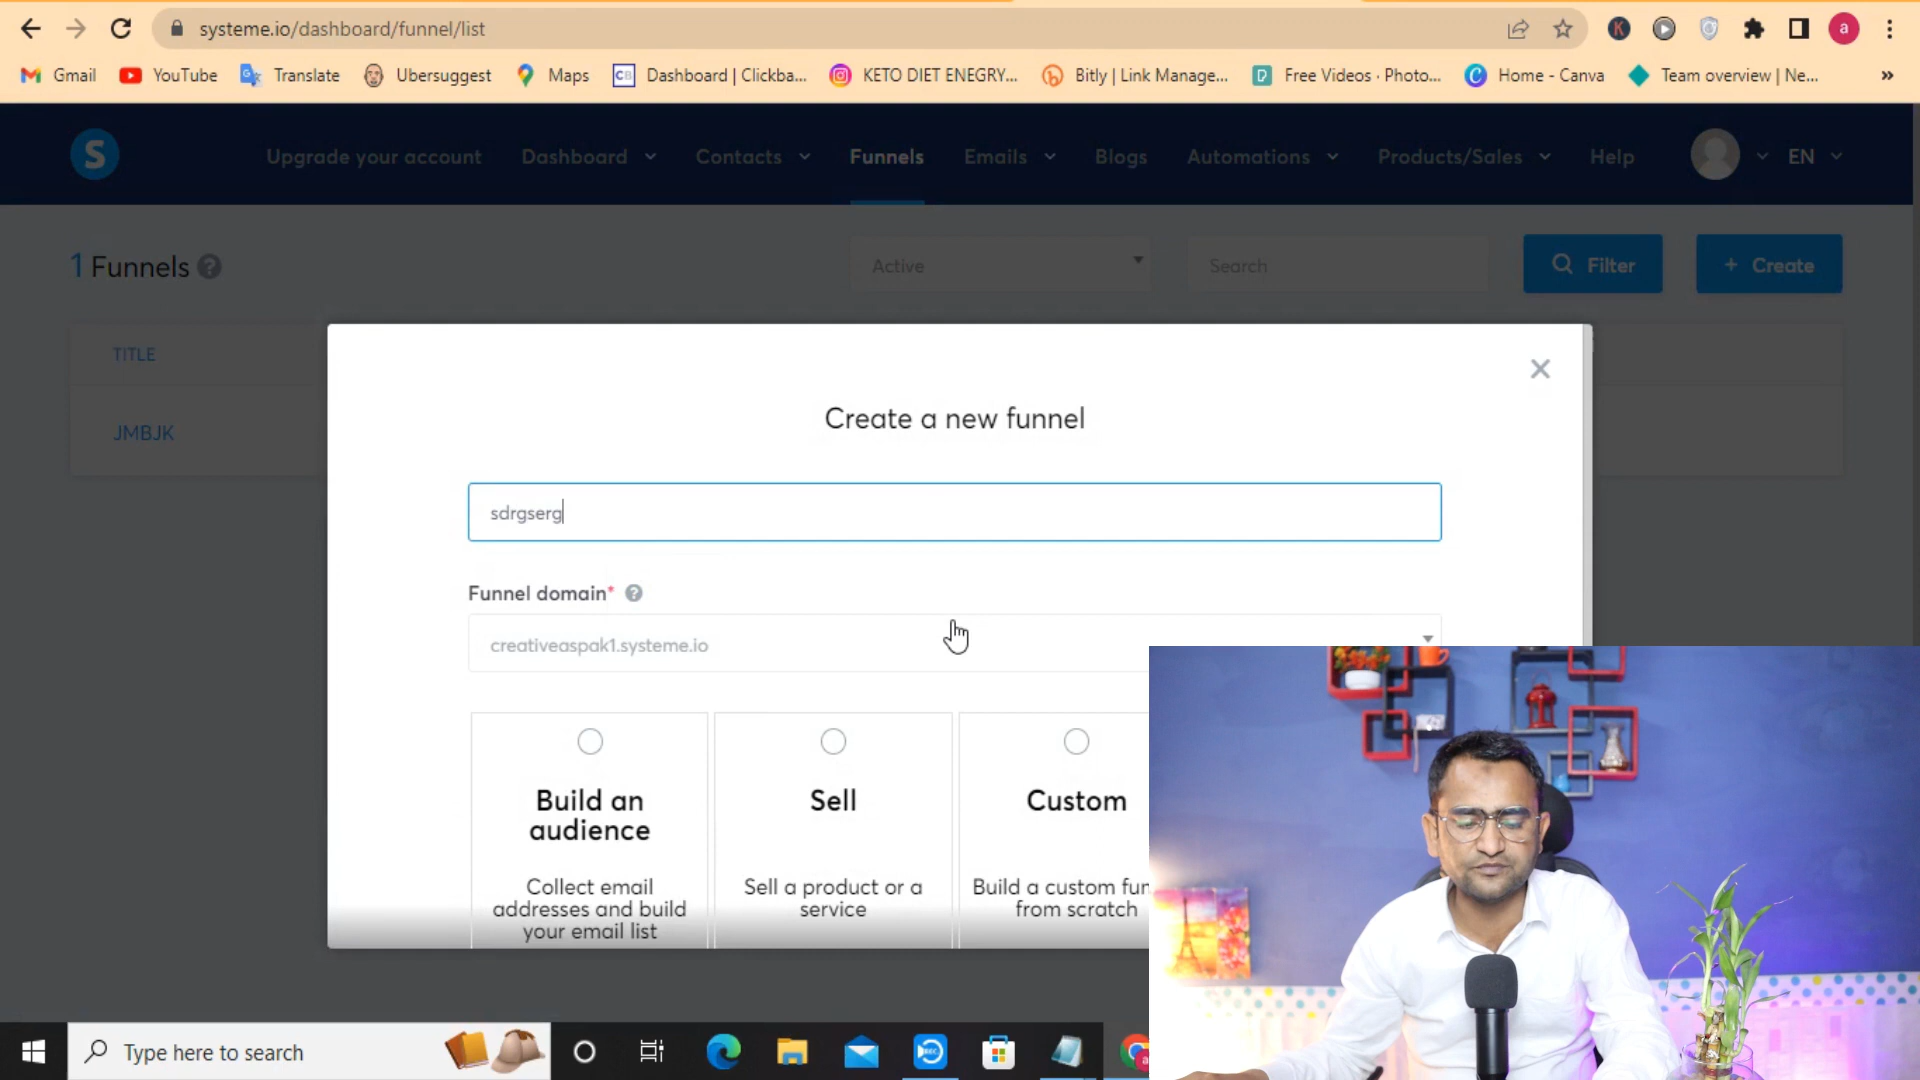 systeme.io/dashboard/funnel/list
K
a
Gmail YouTube Translate Ubersuggest Maps CB Dashboard | Clickba... KETO DIET ENEGRY... Bitly | Link Manage... Free Videos · Photo... Home - Canva Team overview | Ne... »
S Upgrade your account Dashboard Contacts Funnels Emails Blogs Automations Products/Sales Help EN
1 Funnels ? Active Search Filter + Create
TITLE
JMBJK
Create a new funnel
sdrgserg
Funnel domain* ?
creativeaspak1.systeme.io
Build an
audience
Collect email
addresses and build
your email list
Sell
Sell a product or a
service
Custom
Build a custom fun
from scratch
Type here to search
REC